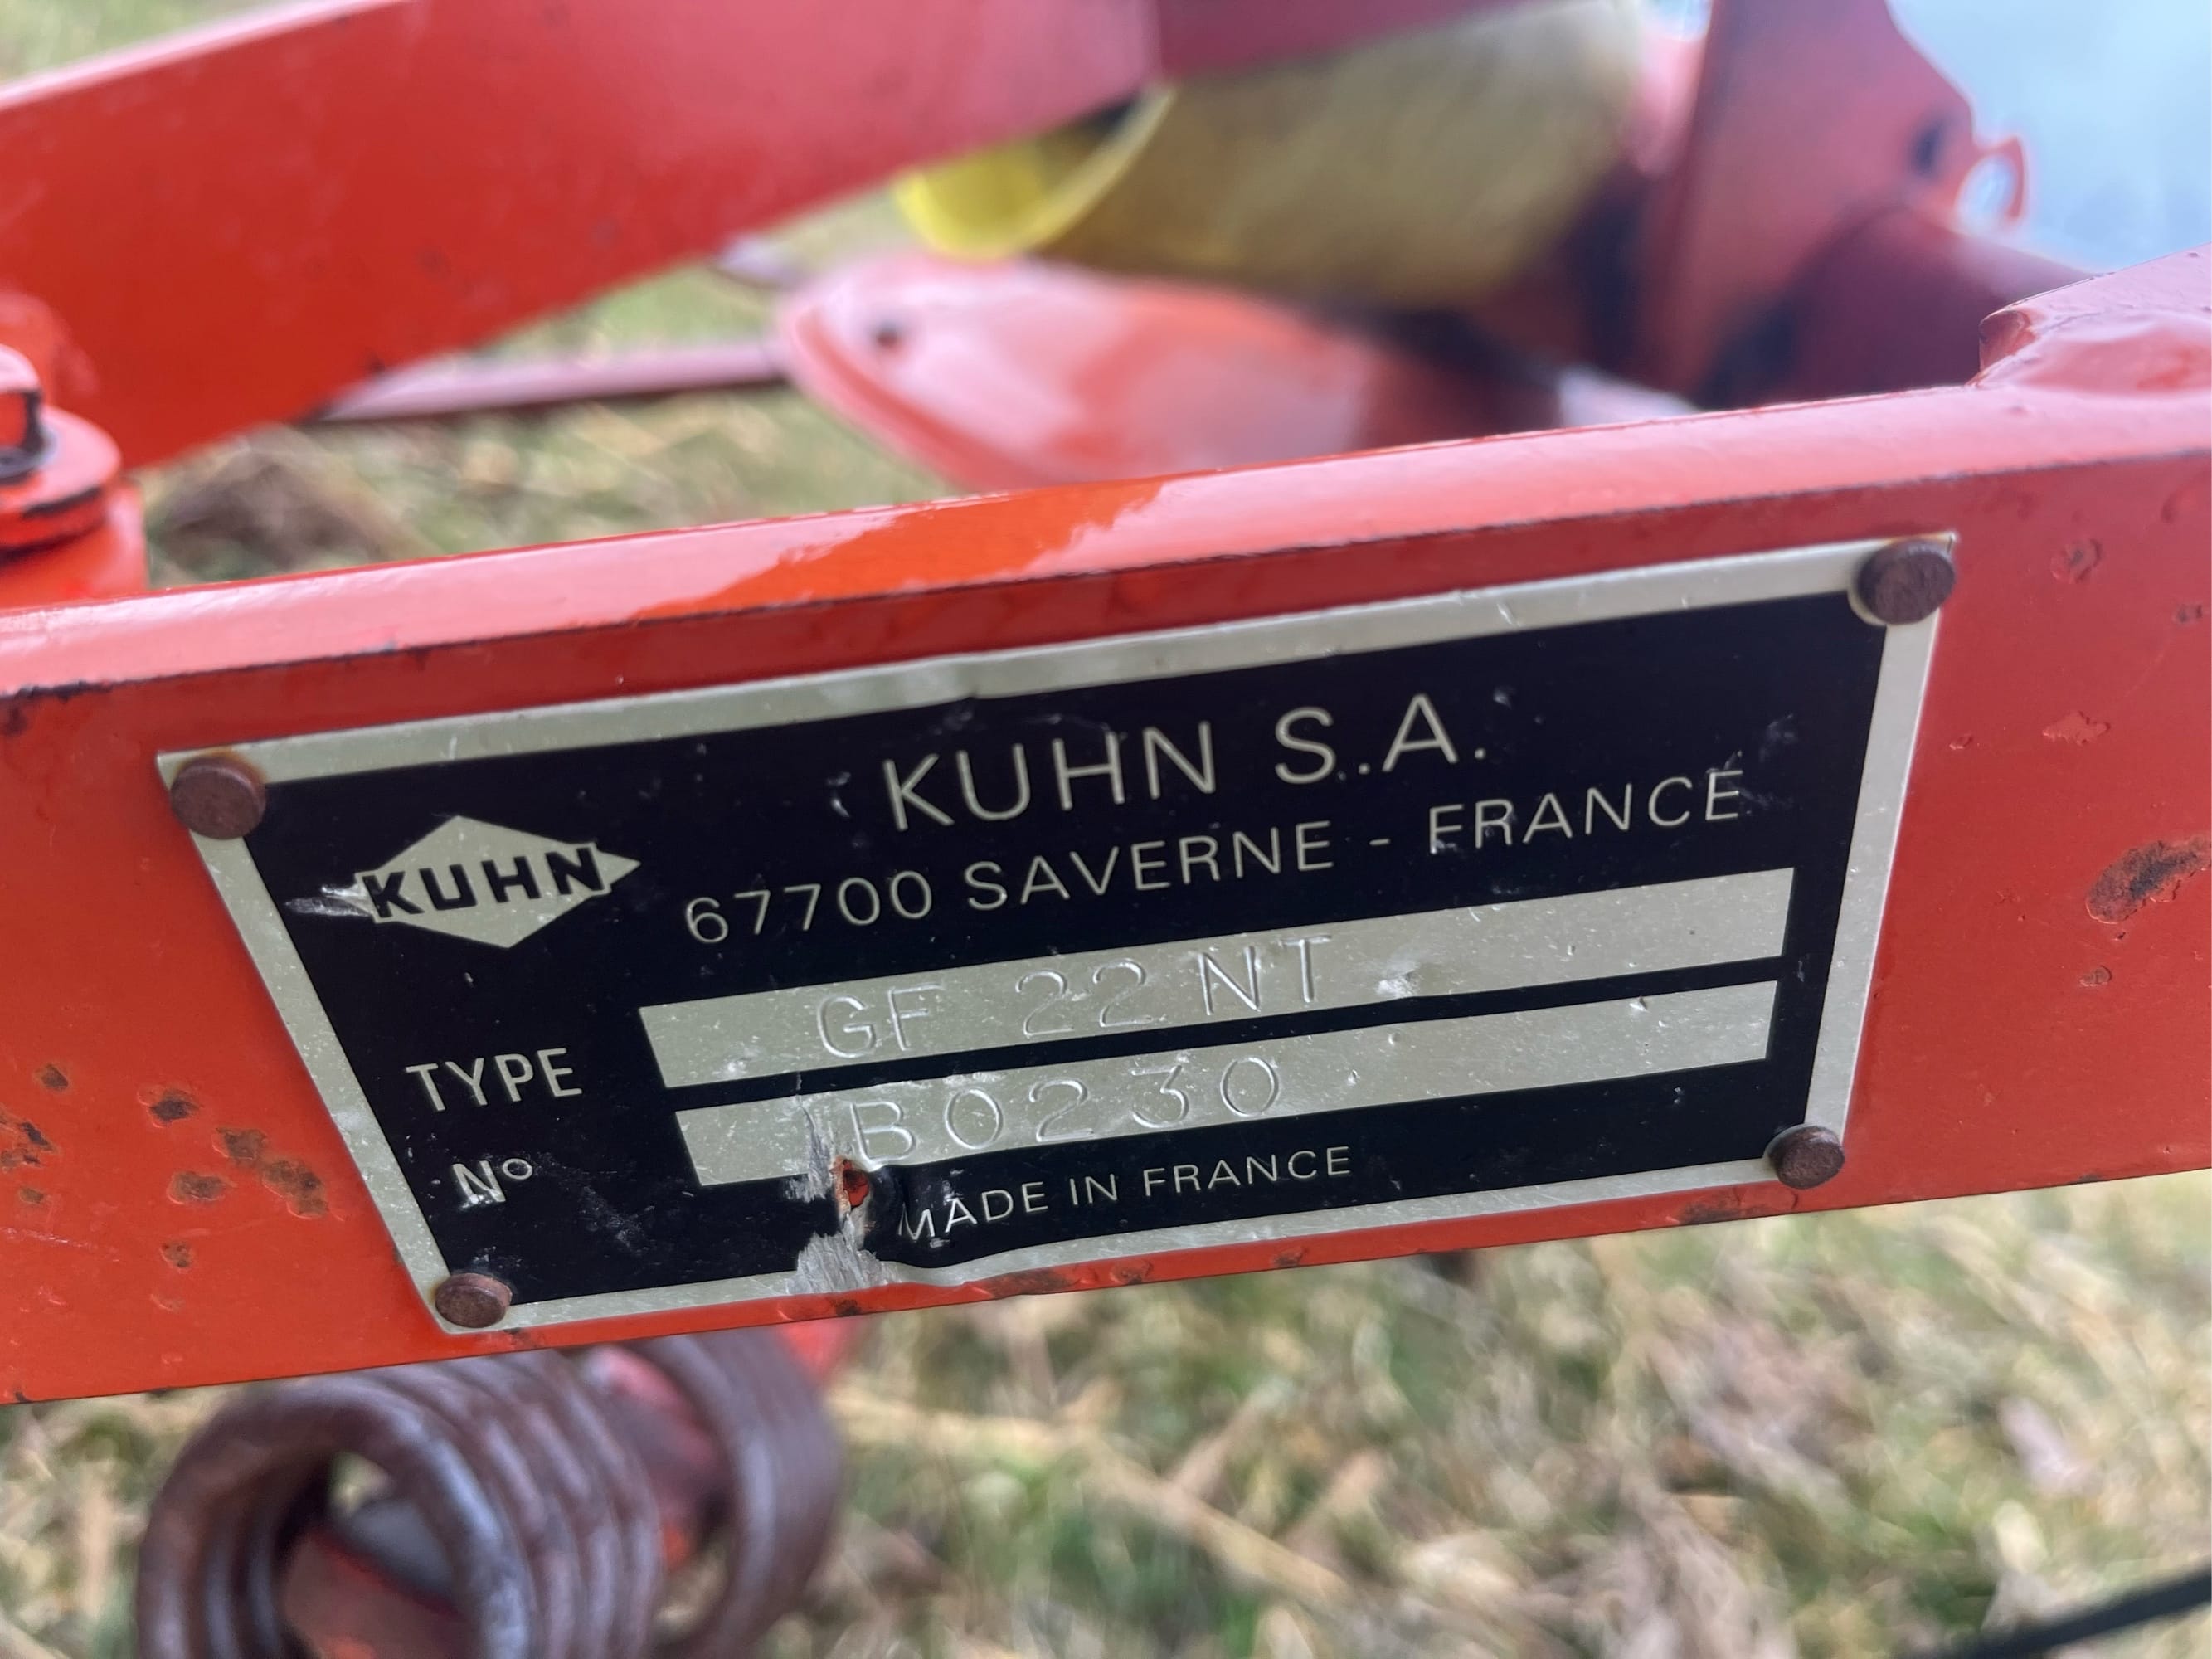 KUHN S.A.
67700 SAVERNE - FRANCE
KUHN
TYPE GF 22 NT
N° B0230
MADE IN FRANCE